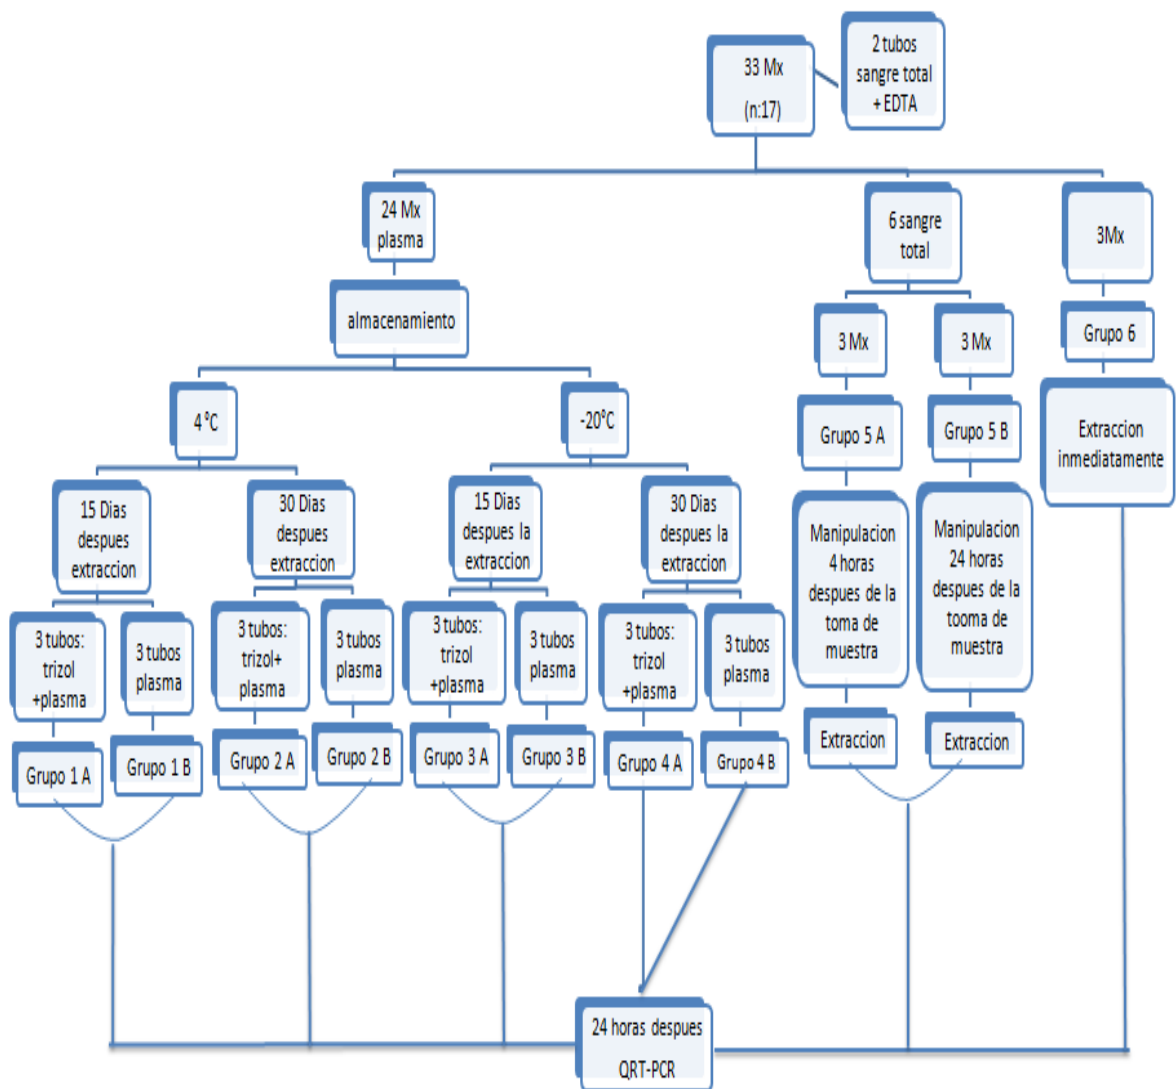 33 Mx
(n:17)
2 tubos
sangre total
+ EDTA
24 Mx
plasma
6 sangre
total
3Mx
almacenamiento
3 Mx
3 Mx
Grupo 6
4 °C
-20°C
Grupo 5 A
Grupo 5 B
Extraccion
inmediatamente
15 Dias
despues
extraccion
30 Dias
despues
extraccion
15 Dias
despues la
extraccion
30 Dias
despues la
extraccion
Manipulacion
4 horas
despues de la
toma de
muestra
Manipulacion
24 horas
despues de la
tooma de
muestra
3 tubos:
trizol
+plasma
3 tubos
plasma
3 tubos:
trizol+
plasma
3 tubos
plasma
3 tubos:
trizol
+plasma
3 tubos
plasma
3 tubos:
trizol
+plasma
3 tubos
plasma
Extraccion
Extraccion
Grupo 1 A
Grupo 1 B
Grupo 2 A
Grupo 2 B
Grupo 3 A
Grupo 3 B
Grupo 4 A
Grupo 4 B
24 horas despues
QRT-PCR